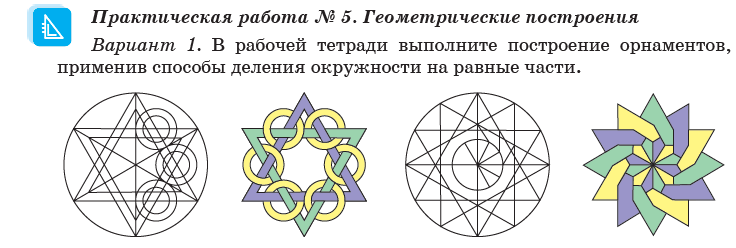 Практическая работа № 5. Геометрические построения
Вариант 1. В рабочей тетради выполните построение орнаментов,
применив способы деления окружности на равные части.